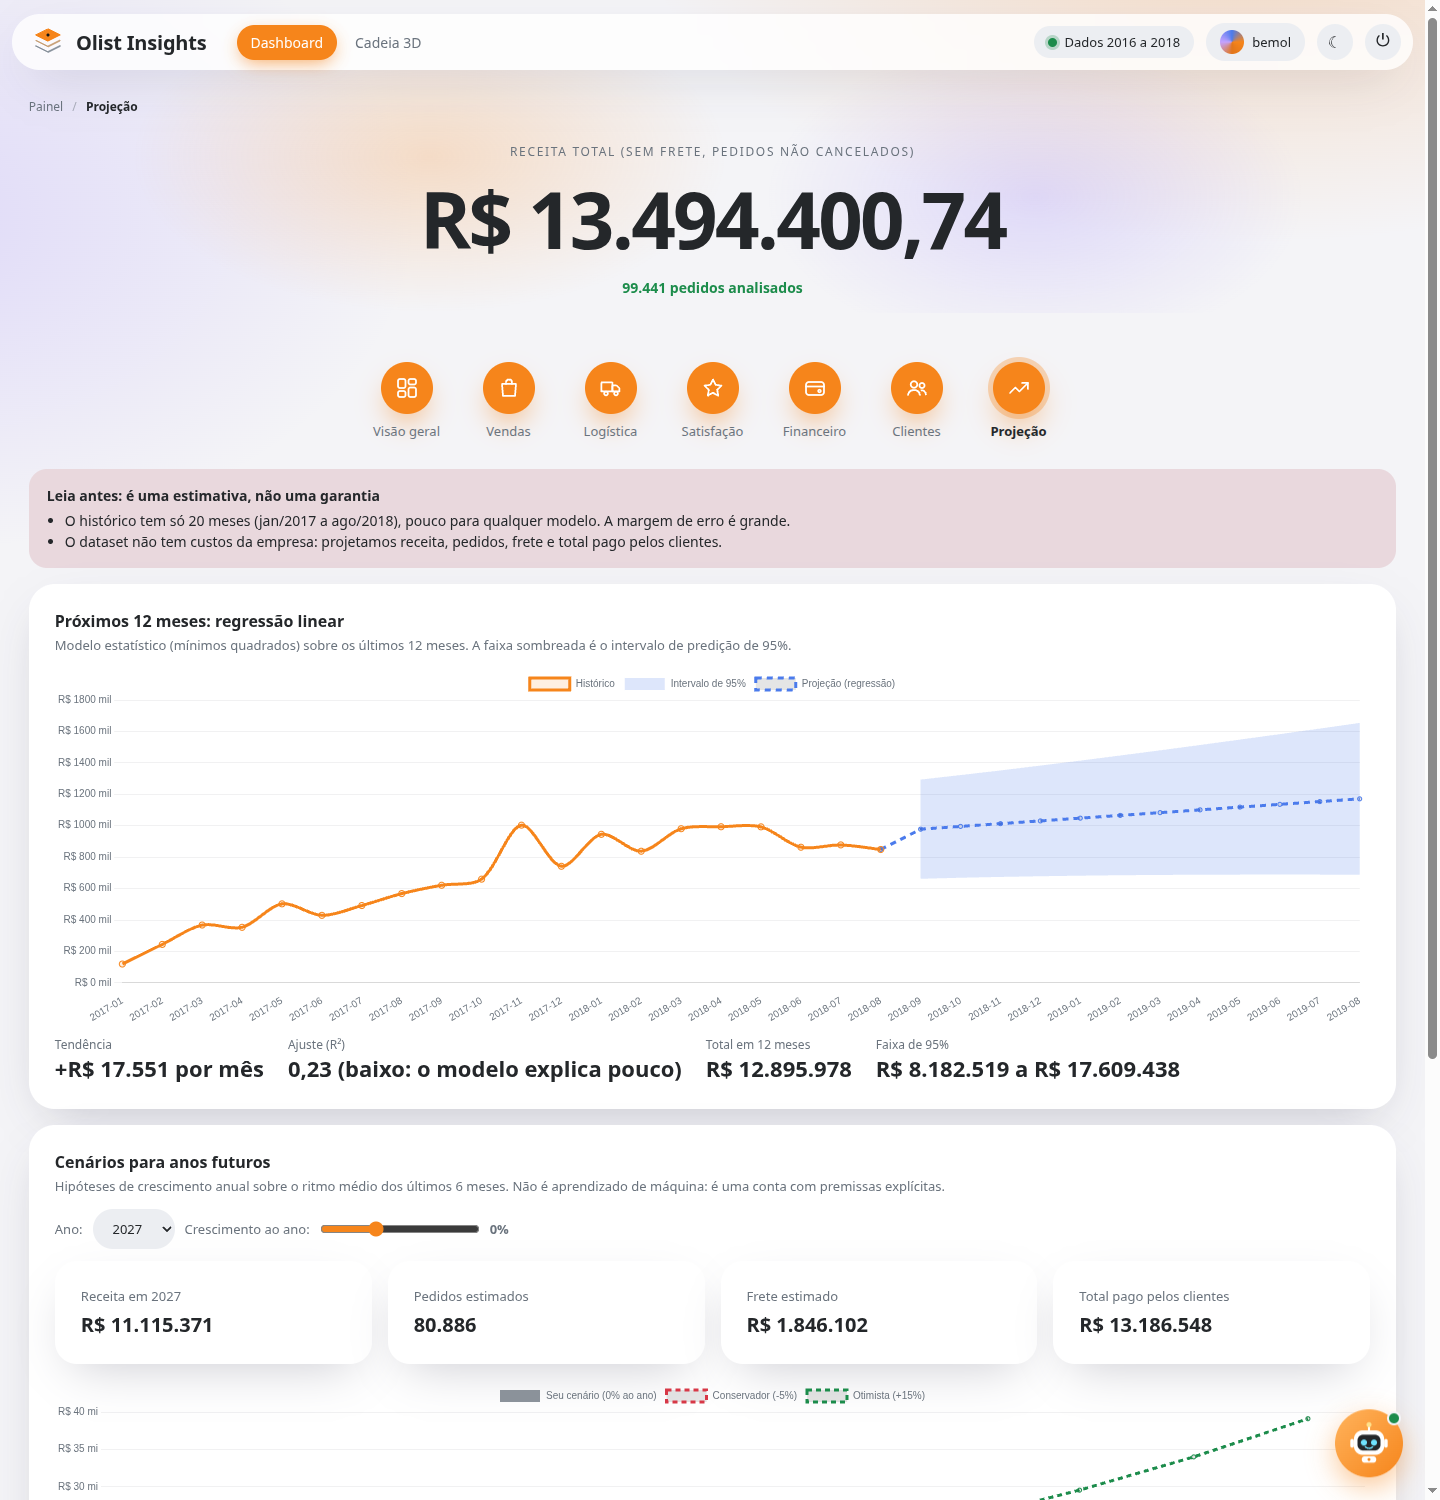 Olist Insights
Dashboard
Cadeia 3D
Dados 2016 a 2018
bemol
Painel / Projeção
RECEITA TOTAL (SEM FRETE, PEDIDOS NÃO CANCELADOS)
R$ 13.494.400,74
99.441 pedidos analisados
Visão geral
Vendas
Logística
Satisfação
Financeiro
Clientes
Projeção
Leia antes: é uma estimativa, não uma garantia
• O histórico tem só 20 meses (jan/2017 a ago/2018), pouco para qualquer modelo. A margem de erro é grande.
• O dataset não tem custos da empresa: projetamos receita, pedidos, frete e total pago pelos clientes.
Próximos 12 meses: regressão linear
Modelo estatístico (mínimos quadrados) sobre os últimos 12 meses. A faixa sombreada é o intervalo de predição de 95%.
Histórico
Intervalo de 95%
Projeção (regressão)
R$ 1800 mil
R$ 1600 mil
R$ 1400 mil
R$ 1200 mil
R$ 1000 mil
R$ 800 mil
R$ 600 mil
R$ 400 mil
R$ 200 mil
R$ 0 mil
2017-01
2017-02
2017-03
2017-04
2017-05
2017-06
2017-07
2017-08
2017-09
2017-10
2017-11
2017-12
2018-01
2018-02
2018-03
2018-04
2018-05
2018-06
2018-07
2018-08
2018-09
2018-10
2018-11
2018-12
2019-01
2019-02
2019-03
2019-04
2019-05
2019-06
2019-07
2019-08
Tendência
+R$ 17.551 por mês
Ajuste (R²)
0,23 (baixo: o modelo explica pouco)
Total em 12 meses
R$ 12.895.978
Faixa de 95%
R$ 8.182.519 a R$ 17.609.438
Cenários para anos futuros
Hipóteses de crescimento anual sobre o ritmo médio dos últimos 6 meses. Não é aprendizado de máquina: é uma conta com premissas explícitas.
Ano: 2027 Crescimento ao ano: 0%
Receita em 2027
R$ 11.115.371
Pedidos estimados
80.886
Frete estimado
R$ 1.846.102
Total pago pelos clientes
R$ 13.186.548
Seu cenário (0% ao ano)
Conservador (-5%)
Otimista (+15%)
R$ 40 mi
R$ 35 mi
R$ 30 mi